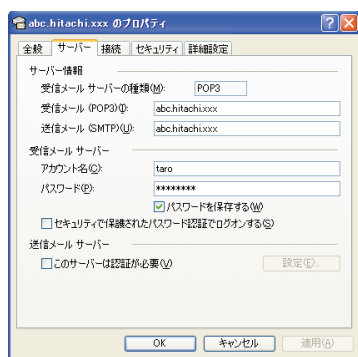 abc.hitachi.xxx のプロパティ
全般 サーバー 接続 セキュリティ 詳細設定
サーバー情報
受信メール サーバーの種類(M): POP3
受信メール (POP3)(I): abc.hitachi.xxx
送信メール (SMTP)(U): abc.hitachi.xxx
受信メール サーバー
アカウント名(C): taro
パスワード(P): ********
パスワードを保存する(W)
セキュリティで保護されたパスワード認証でログオンする(S)
送信メール サーバー
このサーバーは認証が必要(V) 設定(E)...
OK キャンセル 適用(A)